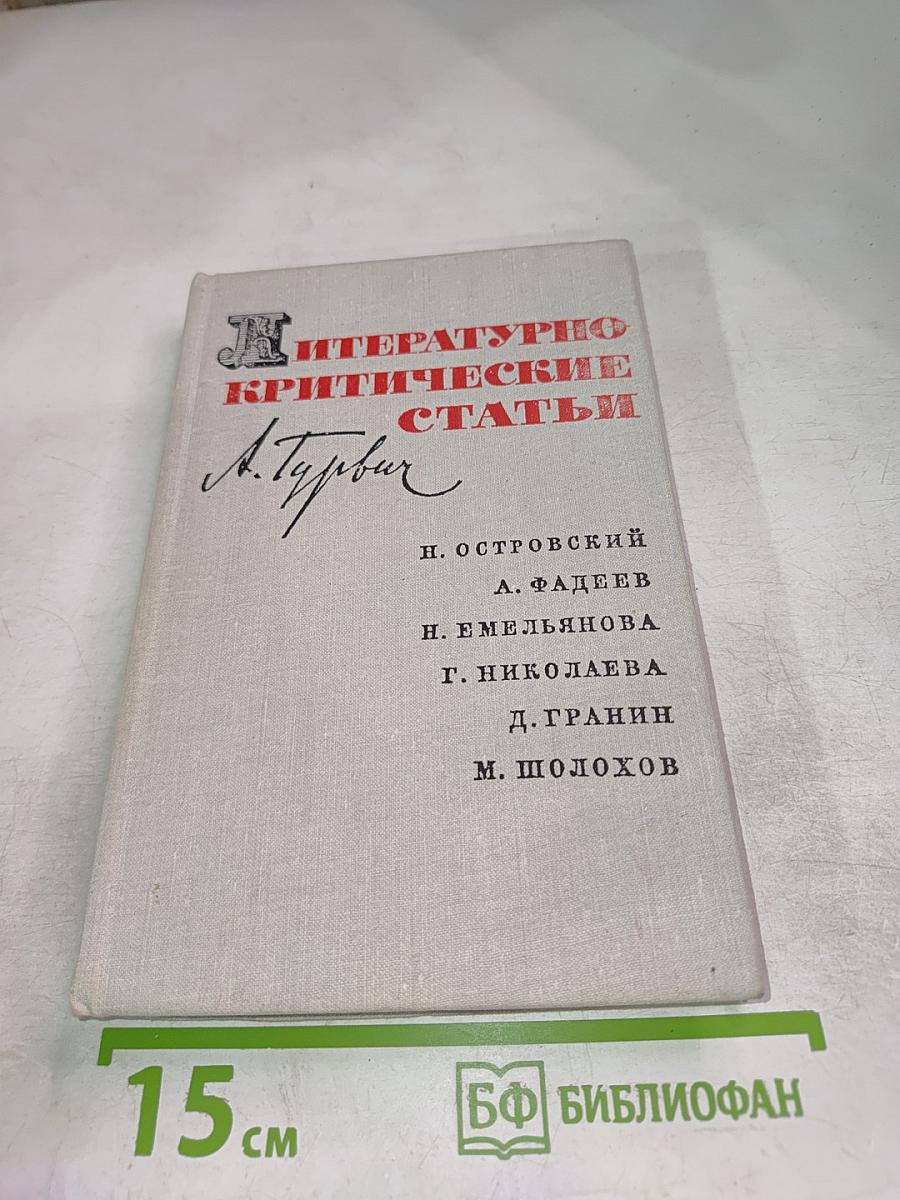 ЛИТЕРАТУРНО
КРИТИЧЕСКИЕ
СТАТЬИ
А. Гурвич
Н. ОСТРОВСКИЙ
А. ФАДЕЕВ
Н. ЕМЕЛЬЯНОВА
Г. НИКОЛАЕВА
Д. ГРАНИН
М. ШОЛОХОВ
15 см
БФ БИБЛИОФАН